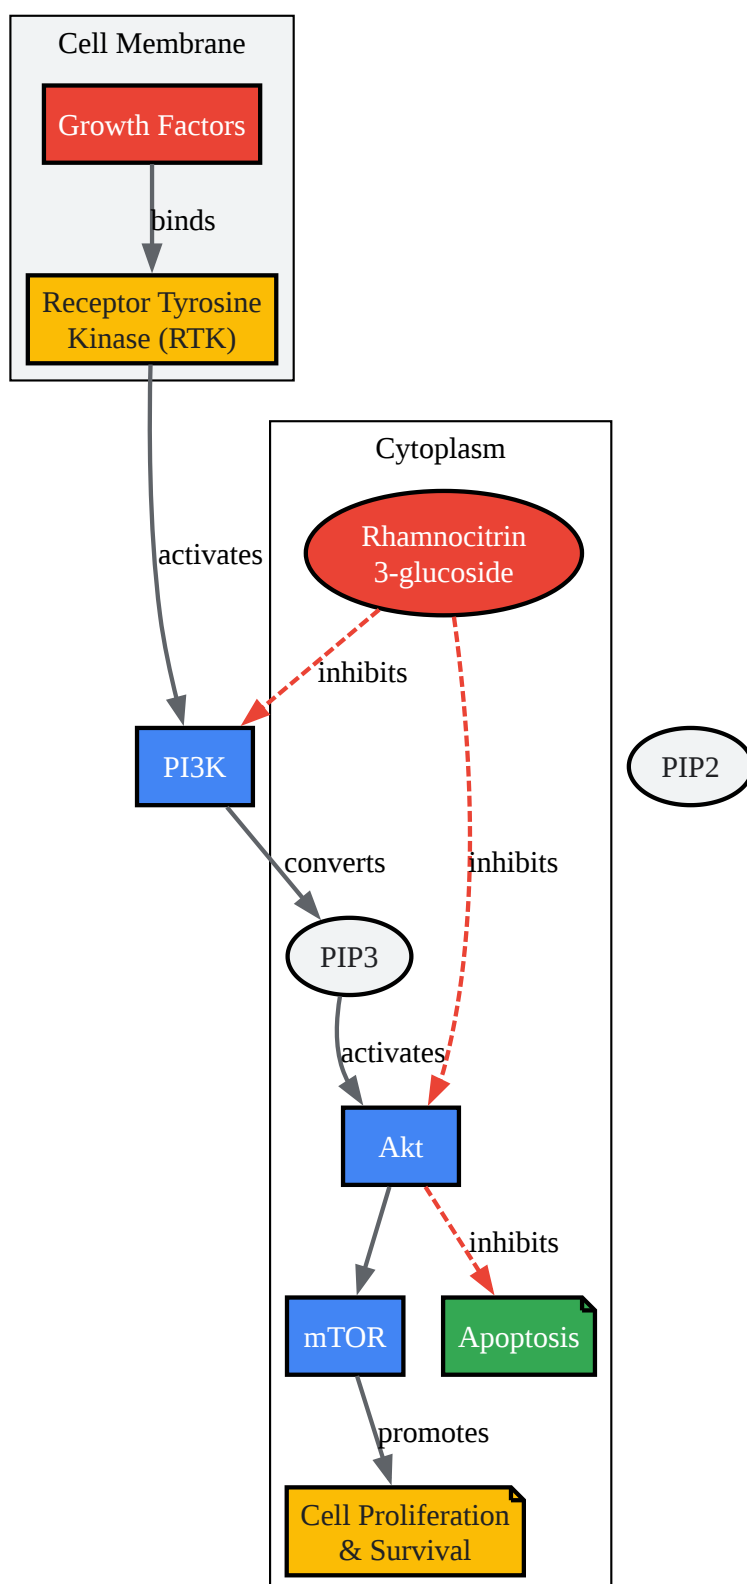 Cell Membrane
Growth Factors
binds
Receptor Tyrosine
Kinase (RTK)
Cytoplasm
Rhamnocitrin
3-glucoside
activates
inhibits
PI3K
PIP2
converts
inhibits
PIP3
activates
Akt
inhibits
mTOR
Apoptosis
promotes
Cell Proliferation
& Survival